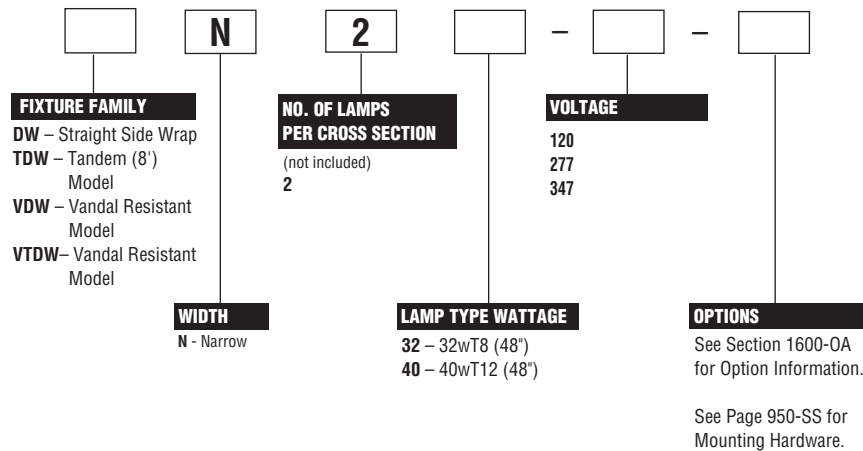 N 2 – –
FIXTURE FAMILY
DW – Straight Side Wrap
TDW – Tandem (8')
Model
VDW – Vandal Resistant
Model
VTDW– Vandal Resistant
Model
WIDTH
N - Narrow
NO. OF LAMPS
PER CROSS SECTION
(not included)
2
LAMP TYPE WATTAGE
32 – 32wT8 (48")
40 – 40wT12 (48")
VOLTAGE
120
277
347
OPTIONS
See Section 1600-OA
for Option Information.
See Page 950-SS for
Mounting Hardware.